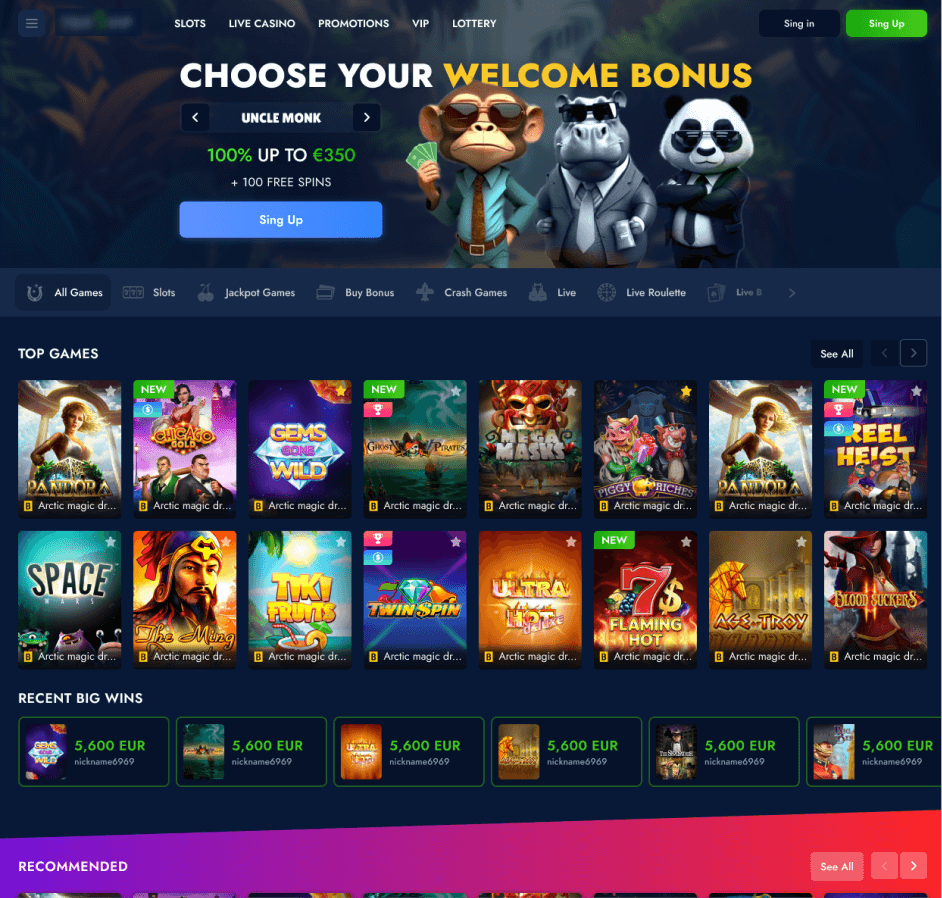 SLOTS LIVE CASINO PROMOTIONS VIP LOTTERY Sing in Sing Up
CHOOSE YOUR WELCOME BONUS
UNCLE MONK
100% UP TO €350
+ 100 FREE SPINS
Sing Up
All Games Slots Jackpot Games Buy Bonus Crash Games Live Live Roulette Live B
TOP GAMES See All
PANDORA
B Arctic magic dr...
NEW
CHICAGO
GOLD
B Arctic magic dr...
GEMS
GONE
WILD
B Arctic magic dr...
NEW
GHOST PIRATES
B Arctic magic dr...
MEGA
MASKS
B Arctic magic dr...
PIGGY RICHES
B Arctic magic dr...
PANDORA
B Arctic magic dr...
NEW
REEL
HEIST
B Arctic magic dr...
SPACE
WARS
B Arctic magic dr...
The Ming
B Arctic magic dr...
TIKI
FRUITS
B Arctic magic dr...
TWIN SPIN
B Arctic magic dr...
ULTRA
HOT
deluxe
B Arctic magic dr...
NEW
7$
FLAMING
HOT
B Arctic magic dr...
AGE TROY
B Arctic magic dr...
BLOOD SUCKERS
B Arctic magic dr...
RECENT BIG WINS
GEMS
GONE
WILD
5,600 EUR
nickname6969
5,600 EUR
nickname6969
ULTRA
HOT
5,600 EUR
nickname6969
5,600 EUR
nickname6969
5,600 EUR
nickname6969
5,600 EUR
nickname6969
RECOMMENDED See All